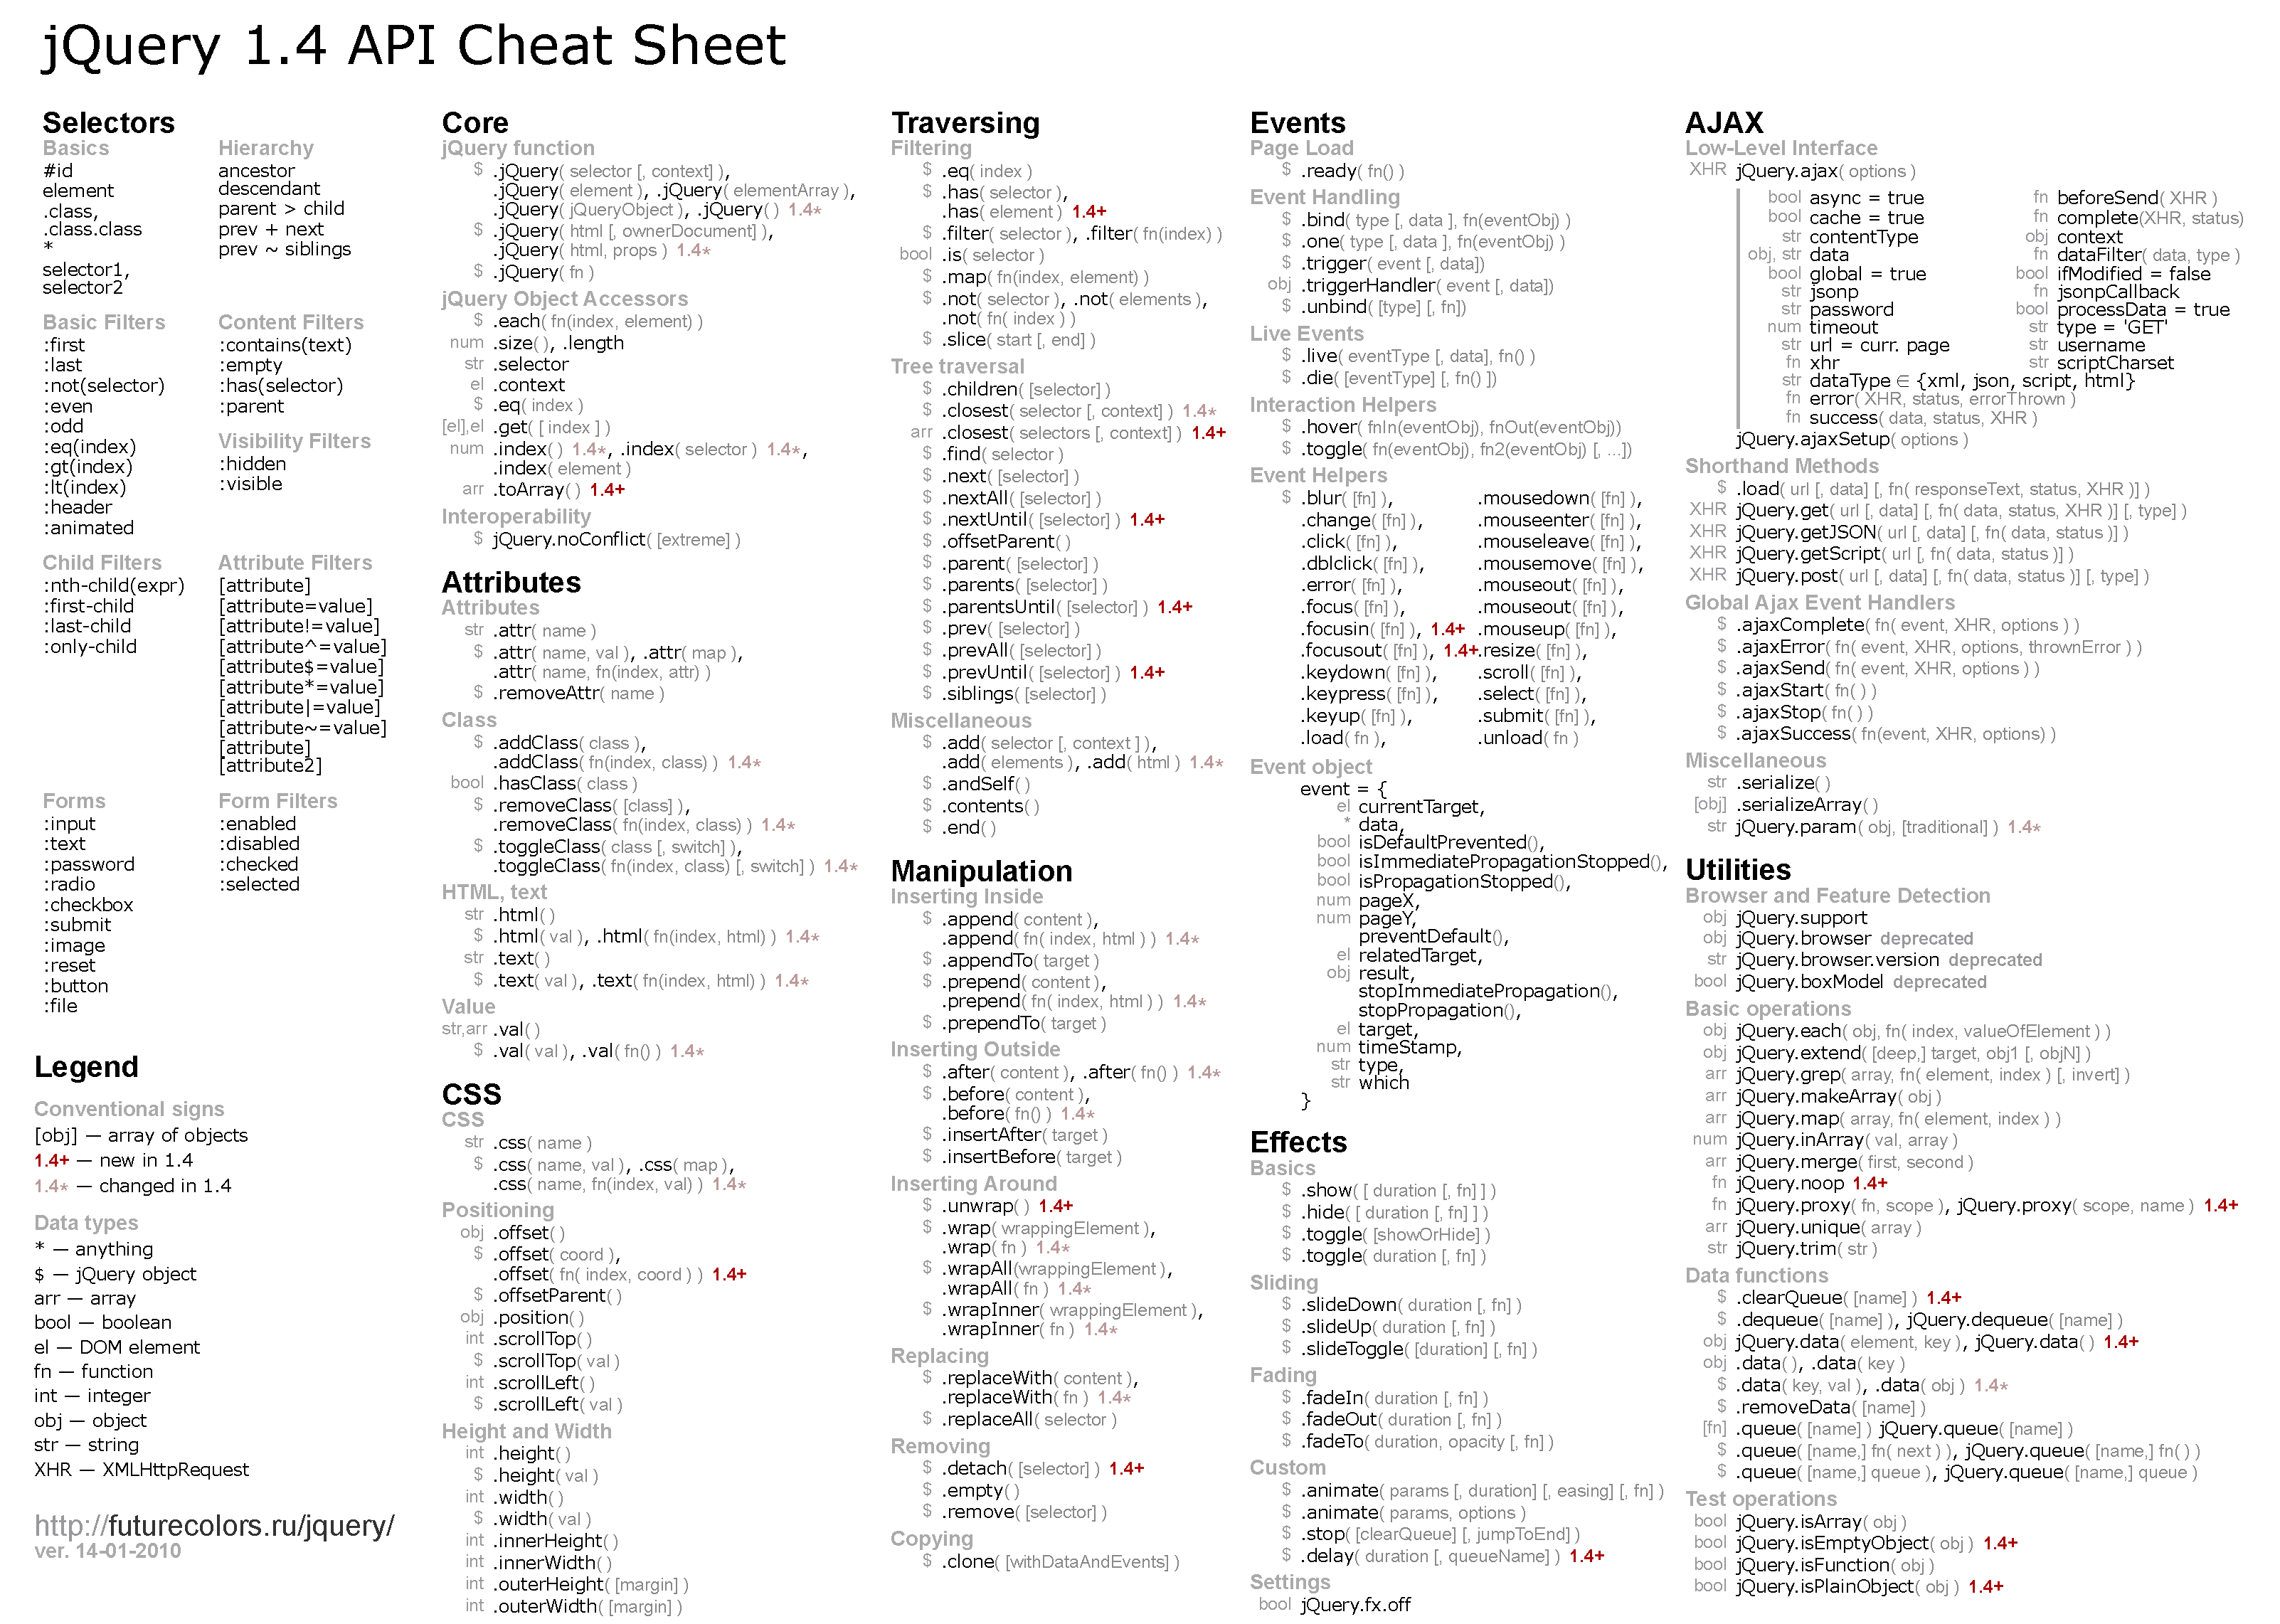 jQuery 1.4 API Cheat Sheet
Selectors
Basics
#id
element
.class,
.class.class
*
selector1,
selector2
Hierarchy
ancestor
descendant
parent > child
prev + next
prev ~ siblings
Basic Filters
:first
:last
:not(selector)
:even
:odd
:eq(index)
:gt(index)
:lt(index)
:header
:animated
Content Filters
:contains(text)
:empty
:has(selector)
:parent
Visibility Filters
:hidden
:visible
Child Filters
:nth-child(expr)
:first-child
:last-child
:only-child
Attribute Filters
[attribute]
[attribute=value]
[attribute!=value]
[attribute^=value]
[attribute$=value]
[attribute*=value]
[attribute|=value]
[attribute~=value]
[attribute]
[attribute2]
Forms
:input
:text
:password
:radio
:checkbox
:submit
:image
:reset
:button
:file
Form Filters
:enabled
:disabled
:checked
:selected
Legend
Conventional signs
[obj] — array of objects
1.4+ — new in 1.4
1.4* — changed in 1.4
Data types
* — anything
$ — jQuery object
arr — array
bool — boolean
el — DOM element
fn — function
int — integer
obj — object
str — string
XHR — XMLHttpRequest
http://futurecolors.ru/jquery/
ver. 14-01-2010
Core
jQuery function
$ .jQuery( selector [, context] ),
.jQuery( element ), .jQuery( elementArray ),
.jQuery( jQueryObject ), .jQuery( ) 1.4*
$ .jQuery( html [, ownerDocument] ),
.jQuery( html, props ) 1.4*
$ .jQuery( fn )
jQuery Object Accessors
$ .each( fn(index, element) )
num .size( ), .length
str .selector
el .context
$ .eq( index )
[el],el .get( [ index ] )
num .index( ) 1.4*, .index( selector ) 1.4*,
.index( element )
arr .toArray( ) 1.4+
Interoperability
$ jQuery.noConflict( [extreme] )
Attributes
Attributes
str .attr( name )
$ .attr( name, val ), .attr( map ),
.attr( name, fn(index, attr) )
$ .removeAttr( name )
Class
$ .addClass( class ),
.addClass( fn(index, class) ) 1.4*
bool .hasClass( class )
$ .removeClass( [class] ),
.removeClass( fn(index, class) ) 1.4*
$ .toggleClass( class [, switch] ),
.toggleClass( fn(index, class) [, switch] ) 1.4*
HTML, text
str .html( )
$ .html( val ), .html( fn(index, html) ) 1.4*
str .text( )
$ .text( val ), .text( fn(index, html) ) 1.4*
Value
str,arr .val( )
$ .val( val ), .val( fn() ) 1.4*
CSS
CSS
str .css( name )
$ .css( name, val ), .css( map ),
.css( name, fn(index, val) ) 1.4*
Positioning
obj .offset( )
$ .offset( coord ),
.offset( fn( index, coord ) ) 1.4+
$ .offsetParent( )
obj .position( )
int .scrollTop( )
$ .scrollTop( val )
int .scrollLeft( )
$ .scrollLeft( val )
Height and Width
int .height( )
$ .height( val )
int .width( )
$ .width( val )
int .innerHeight( )
int .innerWidth( )
int .outerHeight( [margin] )
int .outerWidth( [margin] )
Traversing
Filtering
$ .eq( index )
$ .has( selector ),
.has( element ) 1.4+
$ .filter( selector ), .filter( fn(index) )
bool .is( selector )
$ .map( fn(index, element) )
$ .not( selector ), .not( elements ),
.not( fn( index ) )
$ .slice( start [, end] )
Tree traversal
$ .children( [selector] )
$ .closest( selector [, context] ) 1.4*
arr .closest( selectors [, context] ) 1.4+
$ .find( selector )
$ .next( [selector] )
$ .nextAll( [selector] )
$ .nextUntil( [selector] ) 1.4+
$ .offsetParent( )
$ .parent( [selector] )
$ .parents( [selector] )
$ .parentsUntil( [selector] ) 1.4+
$ .prev( [selector] )
$ .prevAll( [selector] )
$ .prevUntil( [selector] ) 1.4+
$ .siblings( [selector] )
Miscellaneous
$ .add( selector [, context ] ),
.add( elements ), .add( html ) 1.4*
$ .andSelf( )
$ .contents( )
$ .end( )
Manipulation
Inserting Inside
$ .append( content ),
.append( fn( index, html ) ) 1.4*
$ .appendTo( target )
$ .prepend( content ),
.prepend( fn( index, html ) ) 1.4*
$ .prependTo( target )
Inserting Outside
$ .after( content ), .after( fn() ) 1.4*
$ .before( content ),
.before( fn() ) 1.4*
$ .insertAfter( target )
$ .insertBefore( target )
Inserting Around
$ .unwrap( ) 1.4+
$ .wrap( wrappingElement ),
.wrap( fn ) 1.4*
$ .wrapAll(wrappingElement ),
.wrapAll( fn ) 1.4*
$ .wrapInner( wrappingElement ),
.wrapInner( fn ) 1.4*
Replacing
$ .replaceWith( content ),
.replaceWith( fn ) 1.4*
$ .replaceAll( selector )
Removing
$ .detach( [selector] ) 1.4+
$ .empty( )
$ .remove( [selector] )
Copying
$ .clone( [withDataAndEvents] )
Events
Page Load
$ .ready( fn() )
Event Handling
$ .bind( type [, data ], fn(eventObj) )
$ .one( type [, data ], fn(eventObj) )
$ .trigger( event [, data])
obj .triggerHandler( event [, data])
$ .unbind( [type] [, fn])
Live Events
$ .live( eventType [, data], fn() )
$ .die( [eventType] [, fn() ])
Interaction Helpers
$ .hover( fnIn(eventObj), fnOut(eventObj))
$ .toggle( fn(eventObj), fn2(eventObj) [, ...])
Event Helpers
$ .blur( [fn] ),
.change( [fn] ),
.click( [fn] ),
.dblclick( [fn] ),
.error( [fn] ),
.focus( [fn] ),
.focusin( [fn] ), 1.4+
.focusout( [fn] ), 1.4+
.keydown( [fn] ),
.keypress( [fn] ),
.keyup( [fn] ),
.load( fn ),
.mousedown( [fn] ),
.mouseenter( [fn] ),
.mouseleave( [fn] ),
.mousemove( [fn] ),
.mouseout( [fn] ),
.mouseout( [fn] ),
.mouseup( [fn] ),
.resize( [fn] ),
.scroll( [fn] ),
.select( [fn] ),
.submit( [fn] ),
.unload( fn )
Event object
event = {
el currentTarget,
* data,
bool isDefaultPrevented(),
bool isImmediatePropagationStopped(),
bool isPropagationStopped(),
num pageX,
num pageY,
preventDefault(),
el relatedTarget,
obj result,
stopImmediatePropagation(),
stopPropagation(),
el target,
num timeStamp,
str type,
str which
}
Effects
Basics
$ .show( [ duration [, fn] ] )
$ .hide( [ duration [, fn] ] )
$ .toggle( [showOrHide] )
$ .toggle( duration [, fn] )
Sliding
$ .slideDown( duration [, fn] )
$ .slideUp( duration [, fn] )
$ .slideToggle( [duration] [, fn] )
Fading
$ .fadeIn( duration [, fn] )
$ .fadeOut( duration [, fn] )
$ .fadeTo( duration, opacity [, fn] )
Custom
$ .animate( params [, duration] [, easing] [, fn] )
$ .animate( params, options )
$ .stop( [clearQueue] [, jumpToEnd] )
$ .delay( duration [, queueName] ) 1.4+
Settings
bool jQuery.fx.off
AJAX
Low-Level Interface
XHR jQuery.ajax( options )
bool async = true
bool cache = true
str contentType
obj, str data
bool global = true
str jsonp
str password
num timeout
str url = curr. page
fn xhr
fn beforeSend( XHR )
fn complete(XHR, status)
obj context
fn dataFilter( data, type )
bool ifModified = false
fn jsonpCallback
bool processData = true
str type = 'GET'
str username
str scriptCharset
str dataType ∈ {xml, json, script, html}
fn error( XHR, status, errorThrown )
fn success( data, status, XHR )
jQuery.ajaxSetup( options )
Shorthand Methods
$ .load( url [, data] [, fn( responseText, status, XHR )] )
XHR jQuery.get( url [, data] [, fn( data, status, XHR )] [, type] )
XHR jQuery.getJSON( url [, data] [, fn( data, status )] )
XHR jQuery.getScript( url [, fn( data, status )] )
XHR jQuery.post( url [, data] [, fn( data, status )] [, type] )
Global Ajax Event Handlers
$ .ajaxComplete( fn( event, XHR, options ) )
$ .ajaxError( fn( event, XHR, options, thrownError ) )
$ .ajaxSend( fn( event, XHR, options ) )
$ .ajaxStart( fn( ) )
$ .ajaxStop( fn( ) )
$ .ajaxSuccess( fn(event, XHR, options) )
Miscellaneous
str .serialize( )
[obj] .serializeArray( )
str jQuery.param( obj, [traditional] ) 1.4*
Utilities
Browser and Feature Detection
obj jQuery.support
obj jQuery.browser deprecated
str jQuery.browser.version deprecated
bool jQuery.boxModel deprecated
Basic operations
obj jQuery.each( obj, fn( index, valueOfElement ) )
obj jQuery.extend( [deep,] target, obj1 [, objN] )
arr jQuery.grep( array, fn( element, index ) [, invert] )
arr jQuery.makeArray( obj )
arr jQuery.map( array, fn( element, index ) )
num jQuery.inArray( val, array )
arr jQuery.merge( first, second )
fn jQuery.noop 1.4+
fn jQuery.proxy( fn, scope ), jQuery.proxy( scope, name ) 1.4+
arr jQuery.unique( array )
str jQuery.trim( str )
Data functions
$ .clearQueue( [name] ) 1.4+
$ .dequeue( [name] ), jQuery.dequeue( [name] )
obj jQuery.data( element, key ), jQuery.data( ) 1.4+
obj .data( ), .data( key )
$ .data( key, val ), .data( obj ) 1.4*
$ .removeData( [name] )
[fn] .queue( [name] ) jQuery.queue( [name] )
$ .queue( [name,] fn( next ) ), jQuery.queue( [name,] fn( ) )
$ .queue( [name,] queue ), jQuery.queue( [name,] queue )
Test operations
bool jQuery.isArray( obj )
bool jQuery.isEmptyObject( obj ) 1.4+
bool jQuery.isFunction( obj )
bool jQuery.isPlainObject( obj ) 1.4+